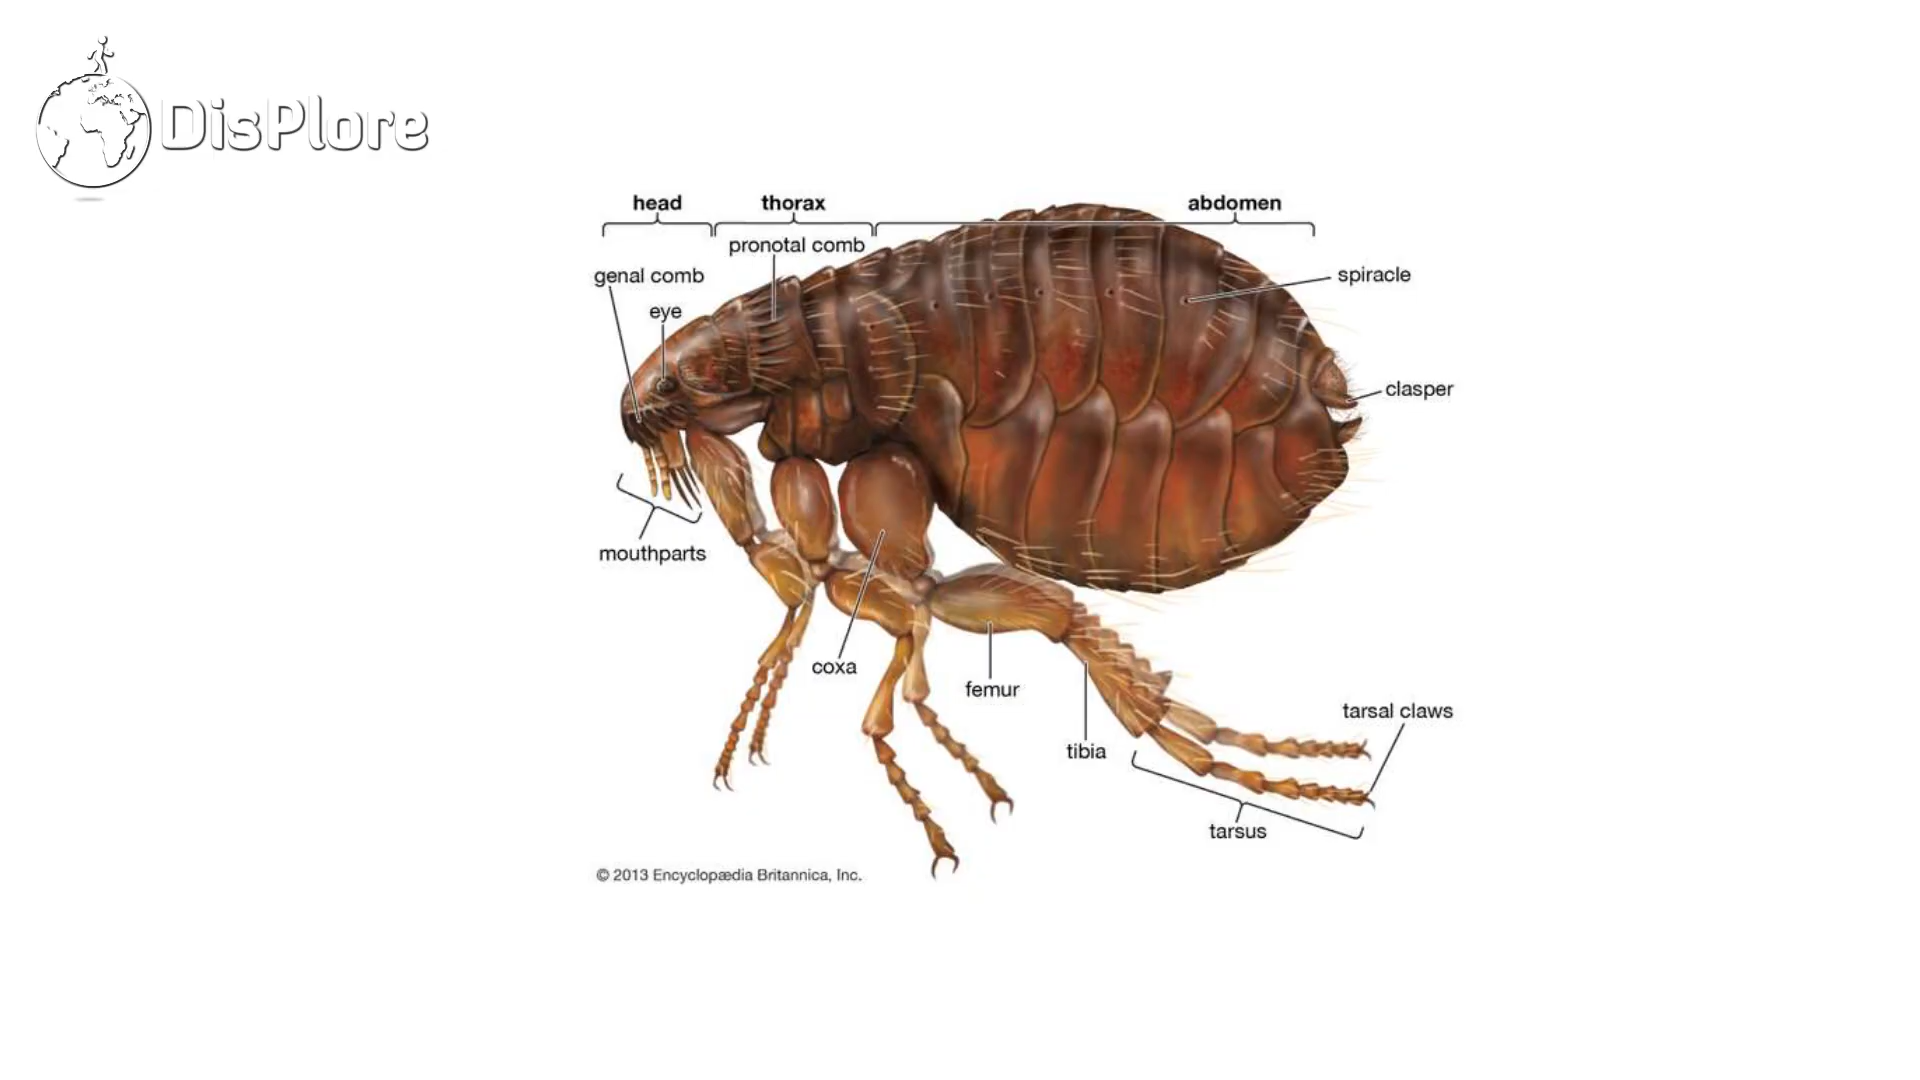 DisPlore
head
thorax
abdomen
pronotal comb
genal comb
spiracle
eye
clasper
mouthparts
coxa
femur
tarsal claws
tibia
tarsus
© 2013 Encyclopædia Britannica, Inc.